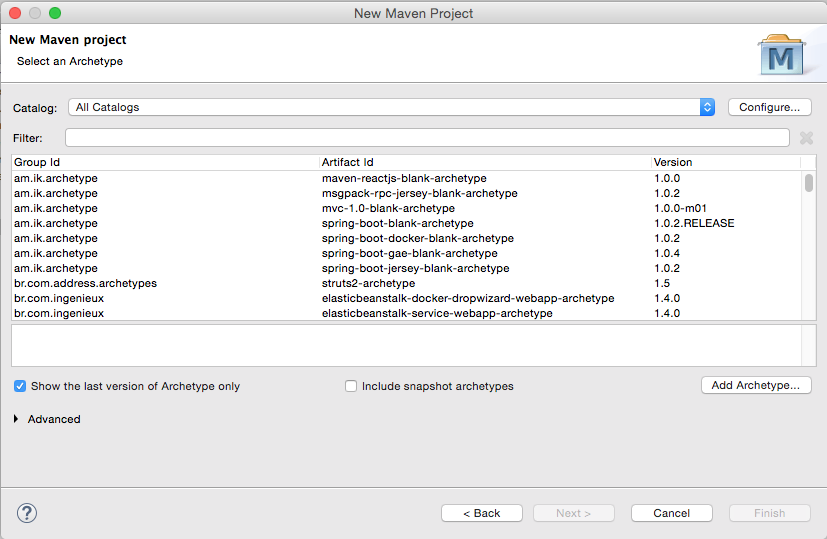 New Maven Project
New Maven project
Select an Archetype
M
Catalog: All Catalogs Configure...
Filter:
Group Id Artifact Id Version
am.ik.archetype maven-reactjs-blank-archetype 1.0.0
am.ik.archetype msgpack-rpc-jersey-blank-archetype 1.0.2
am.ik.archetype mvc-1.0-blank-archetype 1.0.0-m01
am.ik.archetype spring-boot-blank-archetype 1.0.2.RELEASE
am.ik.archetype spring-boot-docker-blank-archetype 1.0.2
am.ik.archetype spring-boot-gae-blank-archetype 1.0.4
am.ik.archetype spring-boot-jersey-blank-archetype 1.0.2
br.com.address.archetypes struts2-archetype 1.5
br.com.ingenieux elasticbeanstalk-docker-dropwizard-webapp-archetype 1.4.0
br.com.ingenieux elasticbeanstalk-service-webapp-archetype 1.4.0
Show the last version of Archetype only Include snapshot archetypes Add Archetype...
Advanced
? < Back Next > Cancel Finish